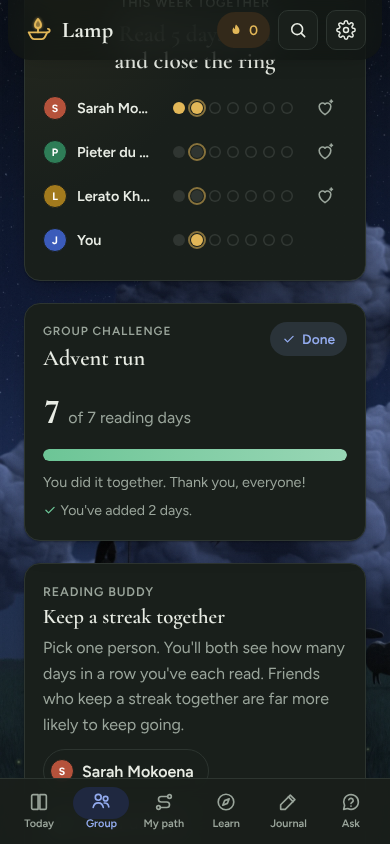 THIS WEEK TOGETHER
Lamp
Read 5 day
0
and close the ring
S Sarah Mo...
P Pieter du ...
L Lerato Kh...
J You
GROUP CHALLENGE
Done
Advent run
7 of 7 reading days
You did it together. Thank you, everyone!
You've added 2 days.
READING BUDDY
Keep a streak together
Pick one person. You'll both see how many
days in a row you've each read. Friends
who keep a streak together are far more
likely to keep going.
S Sarah Mokoena
Today Group My path Learn Journal Ask